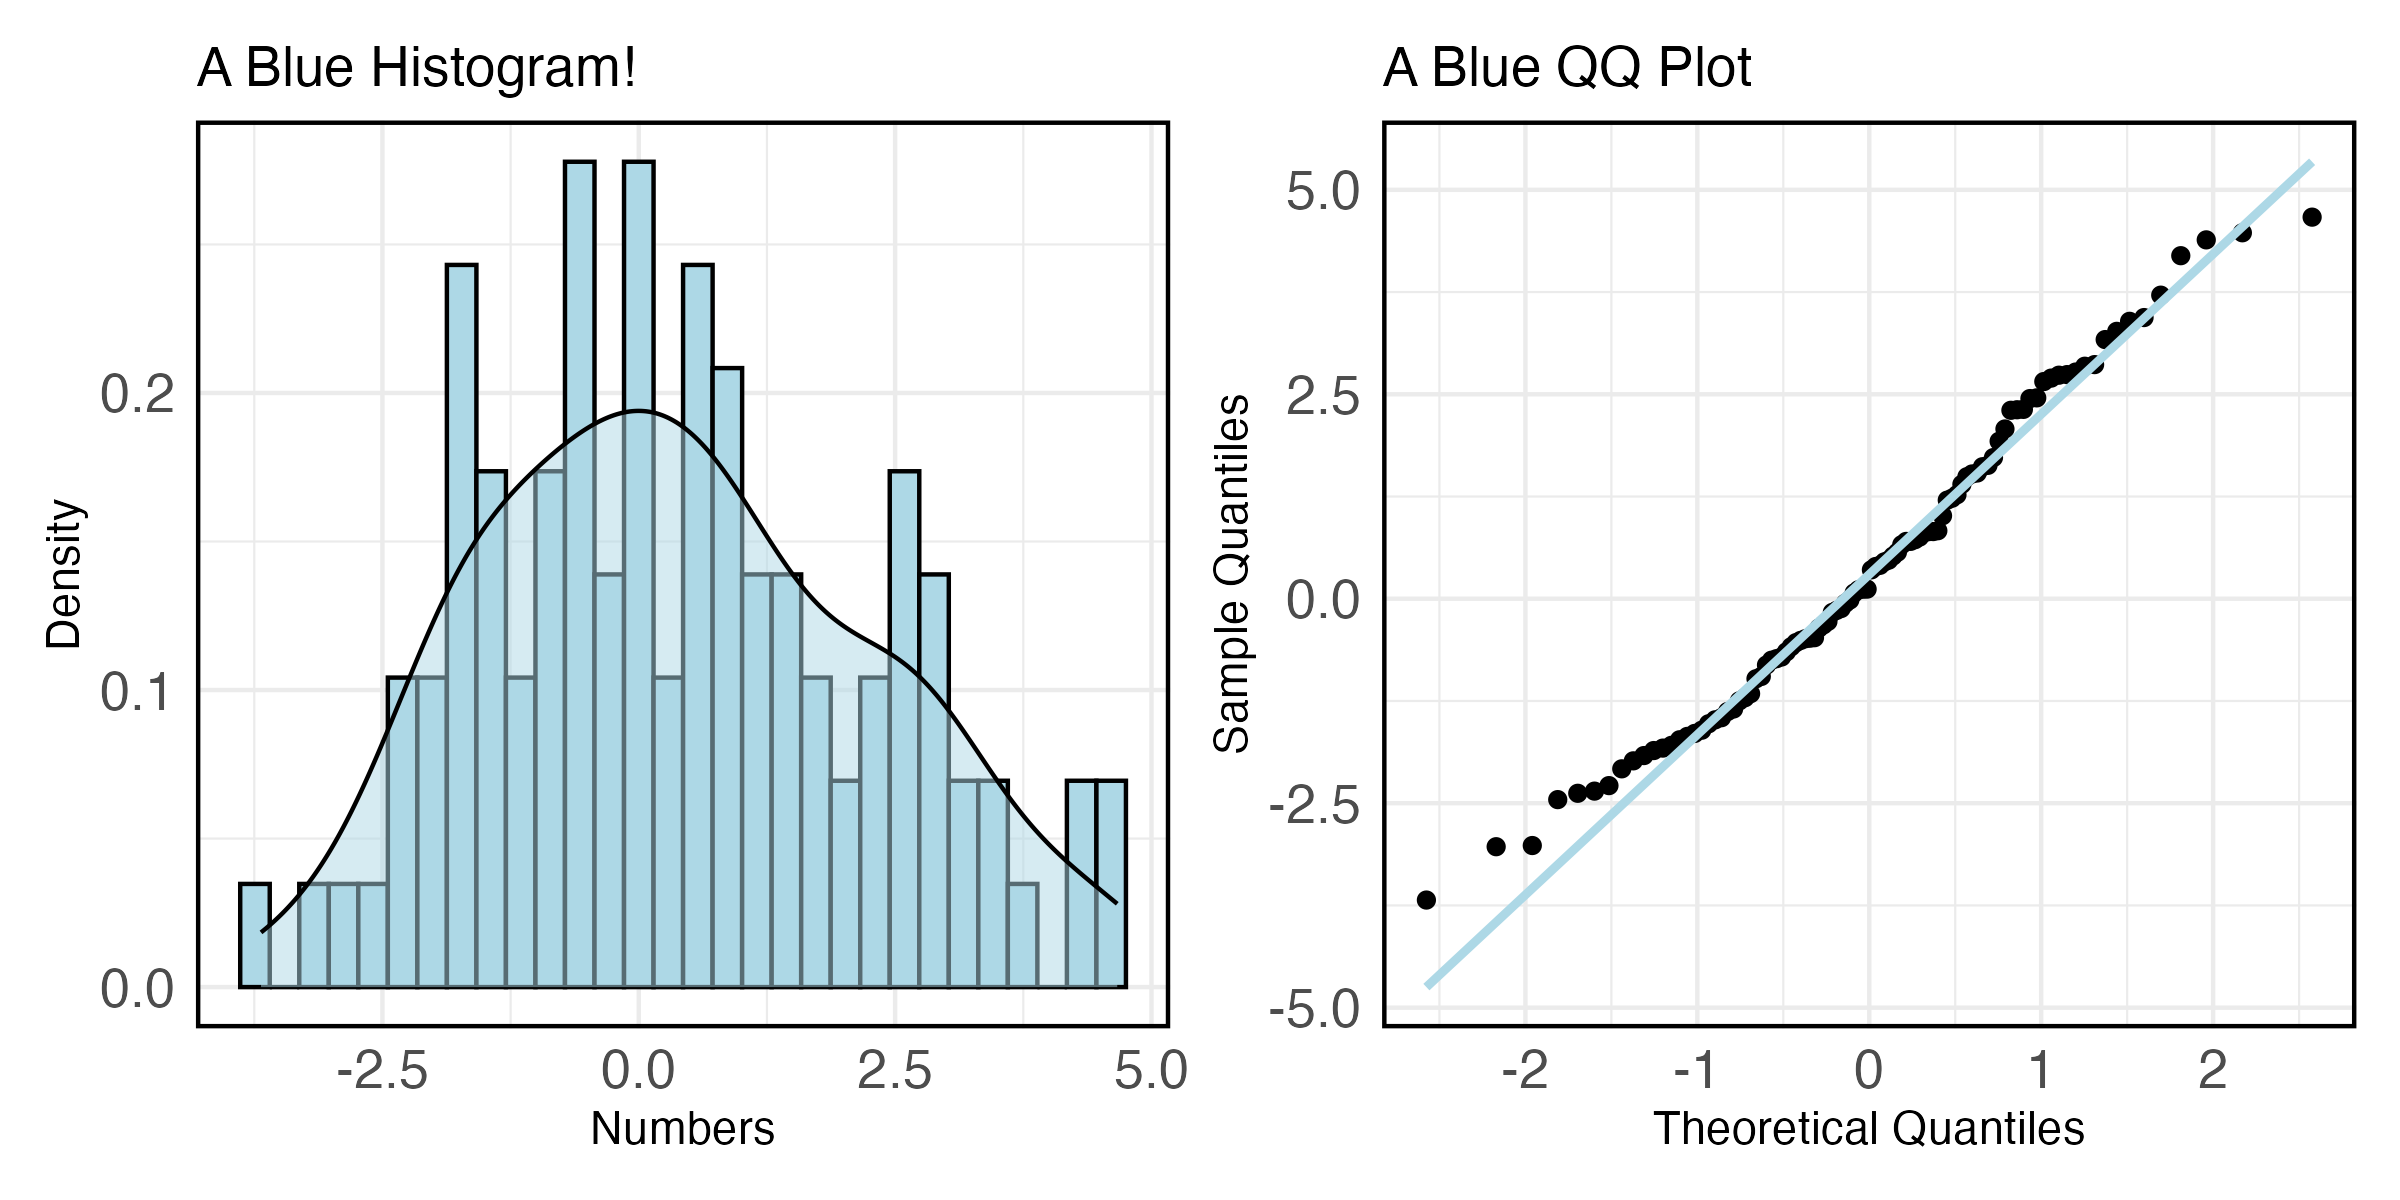 A Blue Histogram!
Density
0.2
0.1
0.0
-2.5 0.0 2.5 5.0
Numbers
A Blue QQ Plot
Sample Quantiles
5.0
2.5
0.0
-2.5
-5.0
-2 -1 0 1 2
Theoretical Quantiles